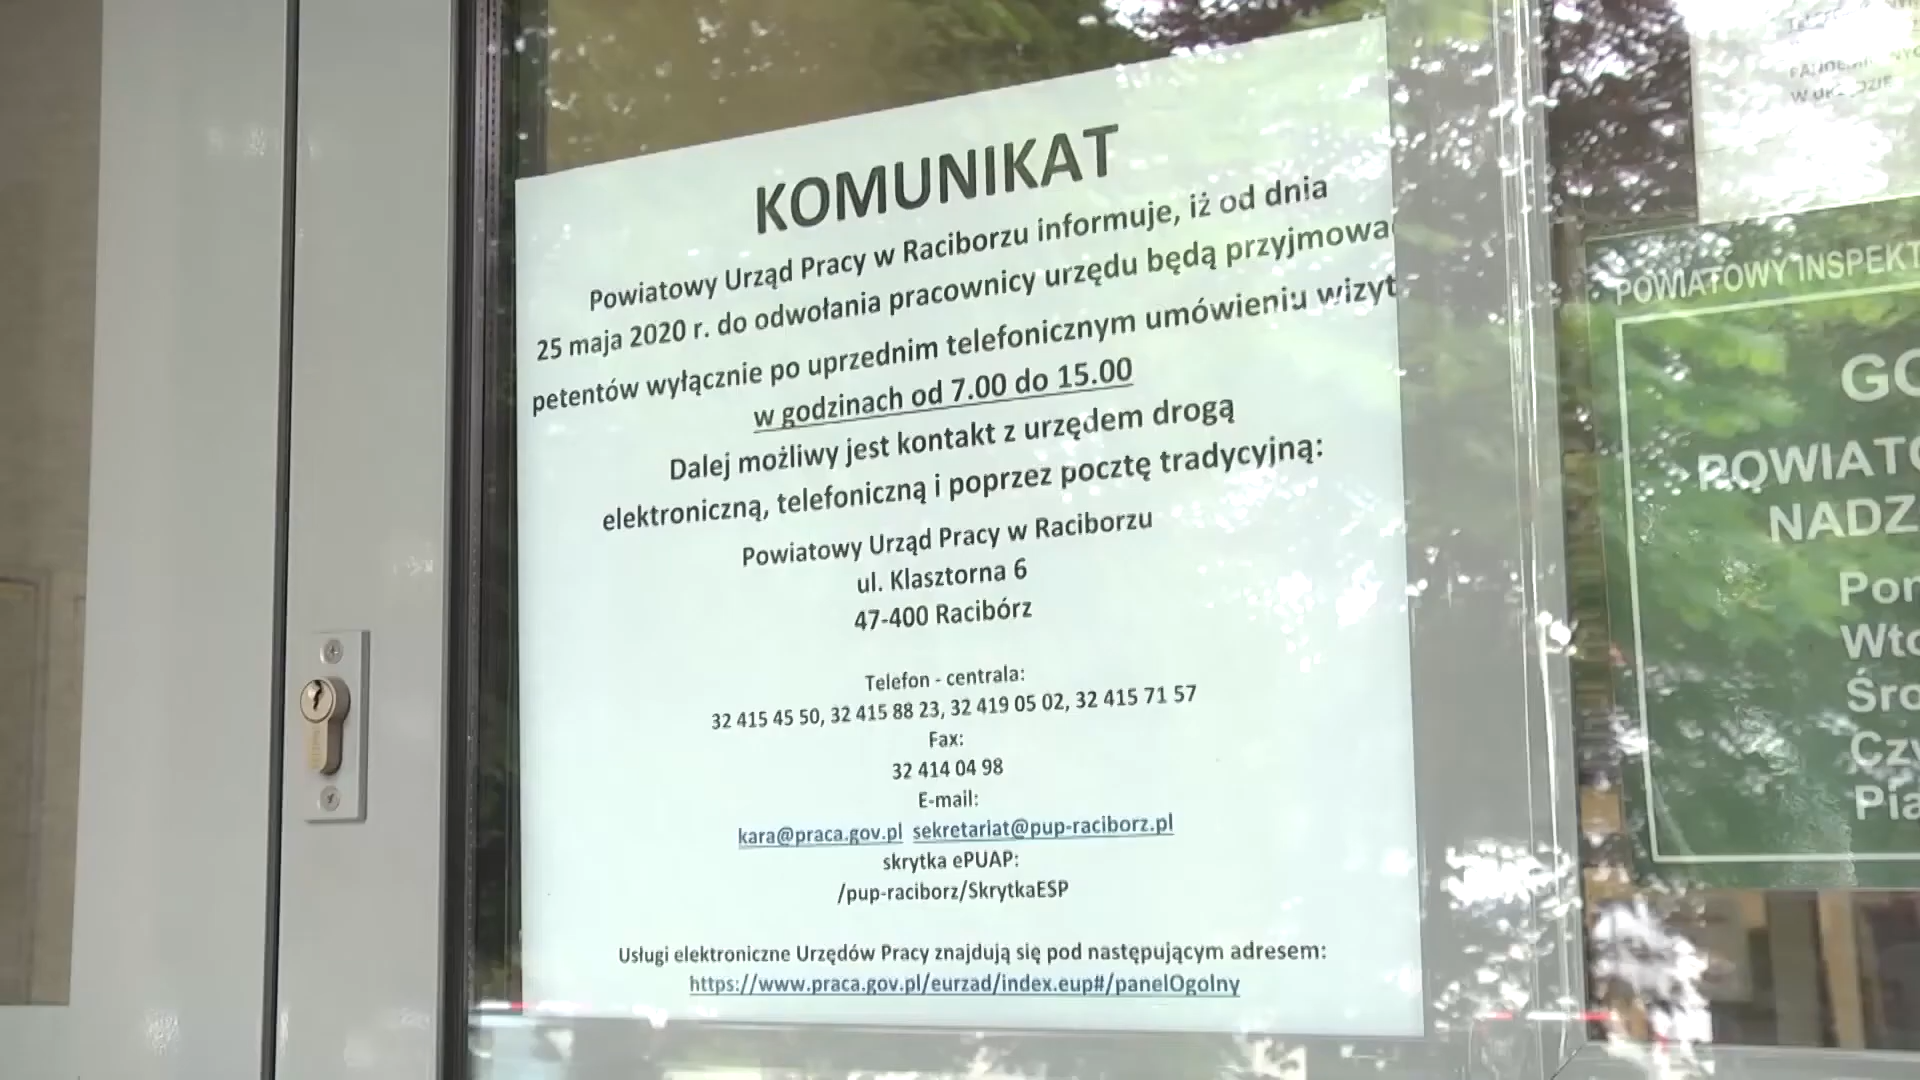 KOMUNIKAT
Powiatowy Urząd Pracy w Raciborzu informuje, iż od dnia
25 maja 2020 r. do odwołania pracownicy urzędu będą przyjmowa
petentów wyłącznie po uprzednim telefonicznym umówieniu wizyt
w godzinach od 7.00 do 15.00
Dalej możliwy jest kontakt z urzędem drogą
elektroniczną, telefoniczną i poprzez pocztę tradycyjną:
Powiatowy Urząd Pracy w Raciborzu
ul. Klasztorna 6
47-400 Racibórz
Telefon - centrala:
32 415 45 50, 32 415 88 23, 32 419 05 02, 32 415 71 57
Fax:
32 414 04 98
E-mail:
kara@praca.gov.pl sekretariat@pup-raciborz.pl
skrytka ePUAP:
/pup-raciborz/SkrytkaESP
Usługi elektroniczne Urzędów Pracy znajdują się pod następującym adresem:
https://www.praca.gov.pl/eurzad/index.eup#/panelOgolny
POWIATOWY INSPEKT
GO
POWIATO
NADZ
Pon
Wto
Śro
Czw
Pią